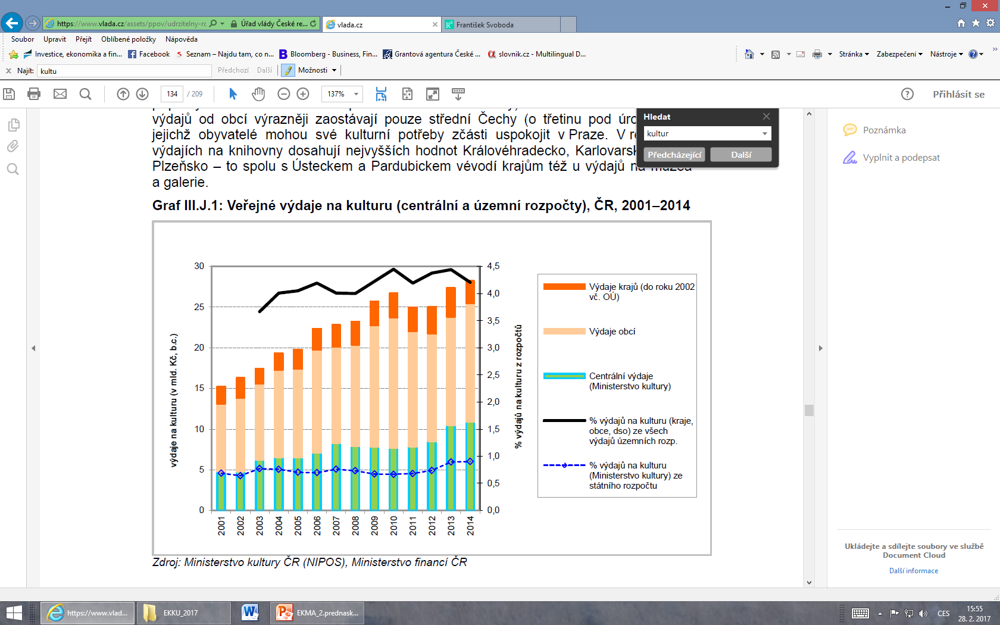 https://www.vlada.cz/assets/ppov/udrzitelny-rc
Úřad vlády České re...
vlada.cz
František Svoboda
Soubor Upravit Přejít Oblíbené položky Nápověda
Investice, ekonomika a fin... Facebook Seznam – Najdu tam, co n... Bloomberg - Business, Fin... Grantová agentura České ... slovnik.cz - Multilingual D...
Stránka Zabezpečení Nástroje
Najít: kultu Předchozí Další Možnosti
134 / 209 137% Přihlásit se
výdajů od obcí výrazněji zaostávají pouze střední Čechy (o třetinu pod úrc
jejichž obyvatelé mohou své kulturní potřeby zčásti uspokojit v Praze. V re
výdajích na knihovny dosahují nejvyšších hodnot Královéhradecko, Karlovarsk
Plzeňsko – to spolu s Ústeckem a Pardubickem vévodí krajům též u výdajů na muzea
a galerie.
Hledat
kultur
Předcházející Další
Poznámka
Vyplnit a podepsat
Graf III.J.1: Veřejné výdaje na kulturu (centrální a územní rozpočty), ČR, 2001–2014
výdaje na kulturu (v mld. Kč, b.c.)
30
25
20
15
10
5
0
4,5
4,0
3,5
3,0
2,5
2,0
1,5
1,0
0,5
0,0
% výdajů na kulturu z rozpočtů
2001 2002 2003 2004 2005 2006 2007 2008 2009 2010 2011 2012 2013 2014
Výdaje krajů (do roku 2002
vč. OÚ)
Výdaje obcí
Centrální výdaje
(Ministerstvo kultury)
% výdajů na kulturu (kraje,
obce, dso) ze všech
výdajů územních rozp.
% výdajů na kulturu
(Ministerstvo kultury) ze
státního rozpočtu
Zdroj: Ministerstvo kultury ČR (NIPOS), Ministerstvo financí ČR
Ukládejte a sdílejte soubory ve službě
Document Cloud
Další informace
https://www.vlad...
EKKU_2017
EKMA_2.prednask...
CES
15:55
28. 2. 2017